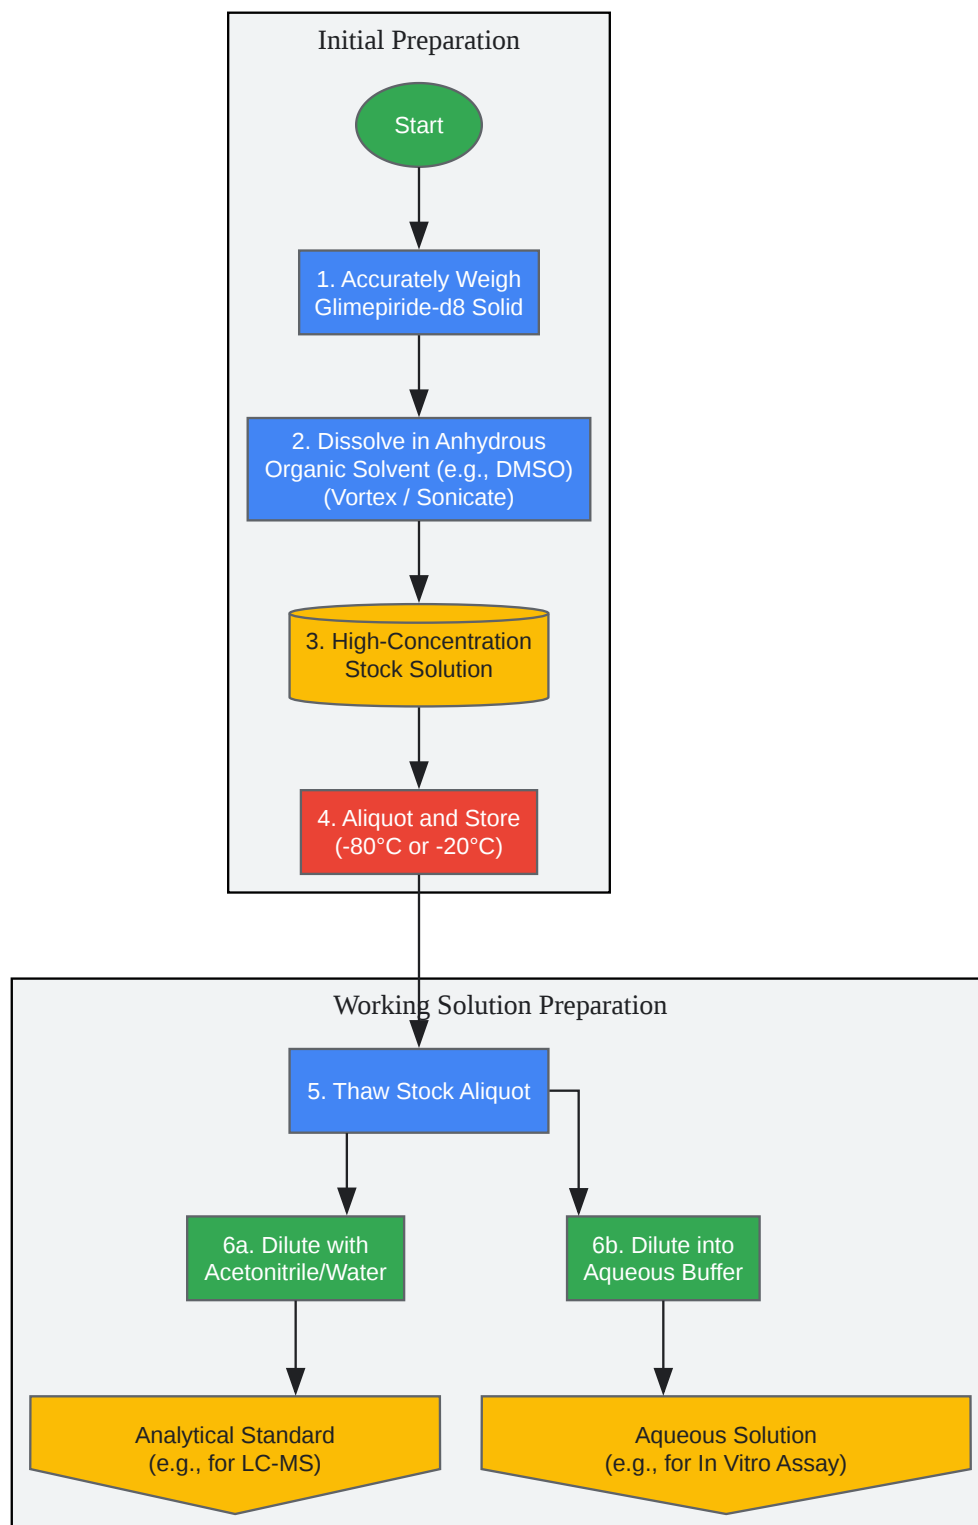 Initial Preparation
Start
1. Accurately Weigh
Glimepiride-d8 Solid
2. Dissolve in Anhydrous
Organic Solvent (e.g., DMSO)
(Vortex / Sonicate)
3. High-Concentration
Stock Solution
4. Aliquot and Store
(-80°C or -20°C)
Working Solution Preparation
5. Thaw Stock Aliquot
6a. Dilute with
Acetonitrile/Water
6b. Dilute into
Aqueous Buffer
Analytical Standard
(e.g., for LC-MS)
Aqueous Solution
(e.g., for In Vitro Assay)